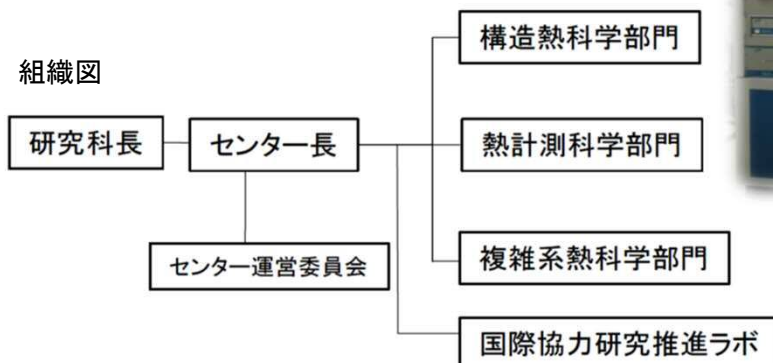 組織図
研究科長
センター長
センター運営委員会
構造熱科学部門
熱計測科学部門
複雑系熱科学部門
国際協力研究推進ラボ